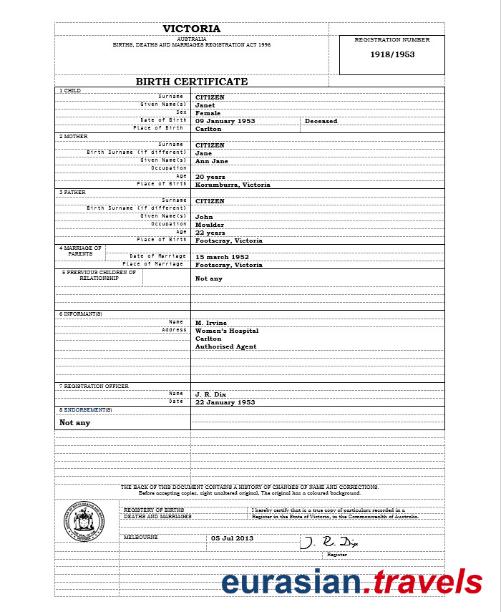 VICTORIA
AUSTRALIA
BIRTHS, DEATHS AND MARRIAGES REGISTRATION ACT 1996
REGISTRATION NUMBER
1918/1953
BIRTH CERTIFICATE
1 CHILD
Surname CITIZEN
Given Name(s) Janet
Sex Female
Date of Birth 09 January 1953 Deceased
Place of Birth Carlton
2 MOTHER
Surname CITIZEN
Birth Surname (if different) Jane
Given Name(s) Ann Jane
Occupation
Age 20 years
Place of Birth Korumburra, Victoria
3 FATHER
Surname CITIZEN
Birth Surname (if different)
Given Name(s) John
Occupation Moulder
Age 22 years
Place of Birth Footscray, Victoria
4 MARRIAGE OF
PARENTS
Date of Marriage 15 march 1952
Place of Marriage Footscray, Victoria
5 PRERVIOUS CHILDREN OF
RELATIONSHIP
Not any
6 INFORMANT(S)
Name M. Irvine
Address Women's Hospital
Carlton
Authorised Agent
7 REGISTRATION OFFICER
Name J. R. Dix
Date 22 January 1953
8 ENDORSEMENT(S)
Not any
THE BACK OF THIS DOCUMENT CONTAINS A HISTORY OF CHANGES OF NAME AND CORRECTIONS.
Before accepting copies, sight unaltered original. The original has a coloured background.
REGISTERY OF BIRTHS
DEATHS AND MARRIAGES
I hereby certify that is a true copy of particulars recorded in a
Register in the State of Victoria, in the Commonwealth of Australia.
MELBOURNE 05 Jul 2013
J. R. Dix
Register
eurasian.travels